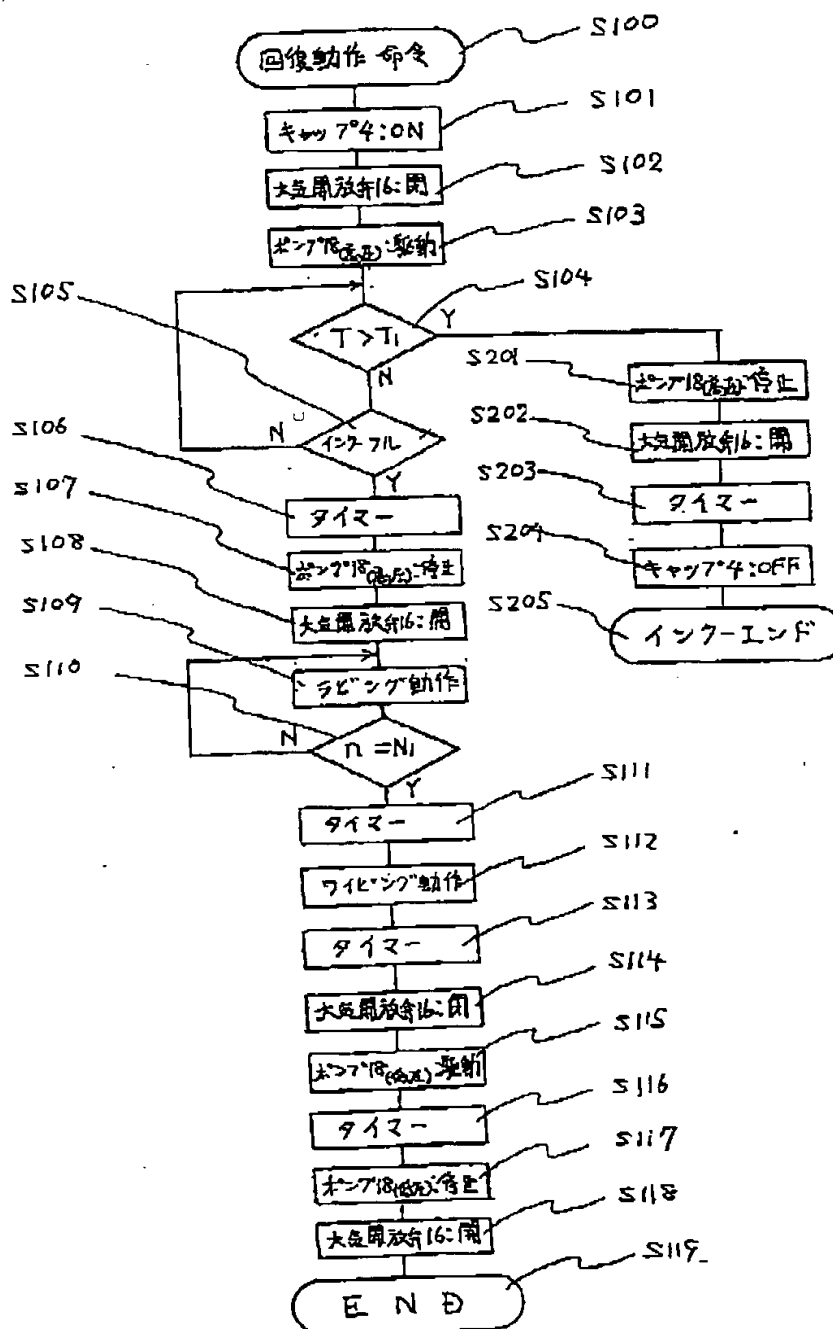 回復動作 命令
S100
キャップ4:ON
S101
大気開放弁16:閉
S102
ポンプ18(高圧):駆動
S103
T>T1
S104
Y
N
S105
インクーフル
N
Y
タイマー
S106
ポンプ18(高圧):停止
S107
大気開放弁16:開
S108
ラビング動作
S109
n=N1
S110
N
Y
タイマー
S111
ワイピング動作
S112
タイマー
S113
大気開放弁16:閉
S114
ポンプ18(低圧):駆動
S115
タイマー
S116
ポンプ18(低圧):停止
S117
大気開放弁16:開
S118
END
S119
S201
ポンプ18(高圧):停止
S202
大気開放弁16:開
S203
タイマー
S204
キャップ4:OFF
S205
インクーエンド